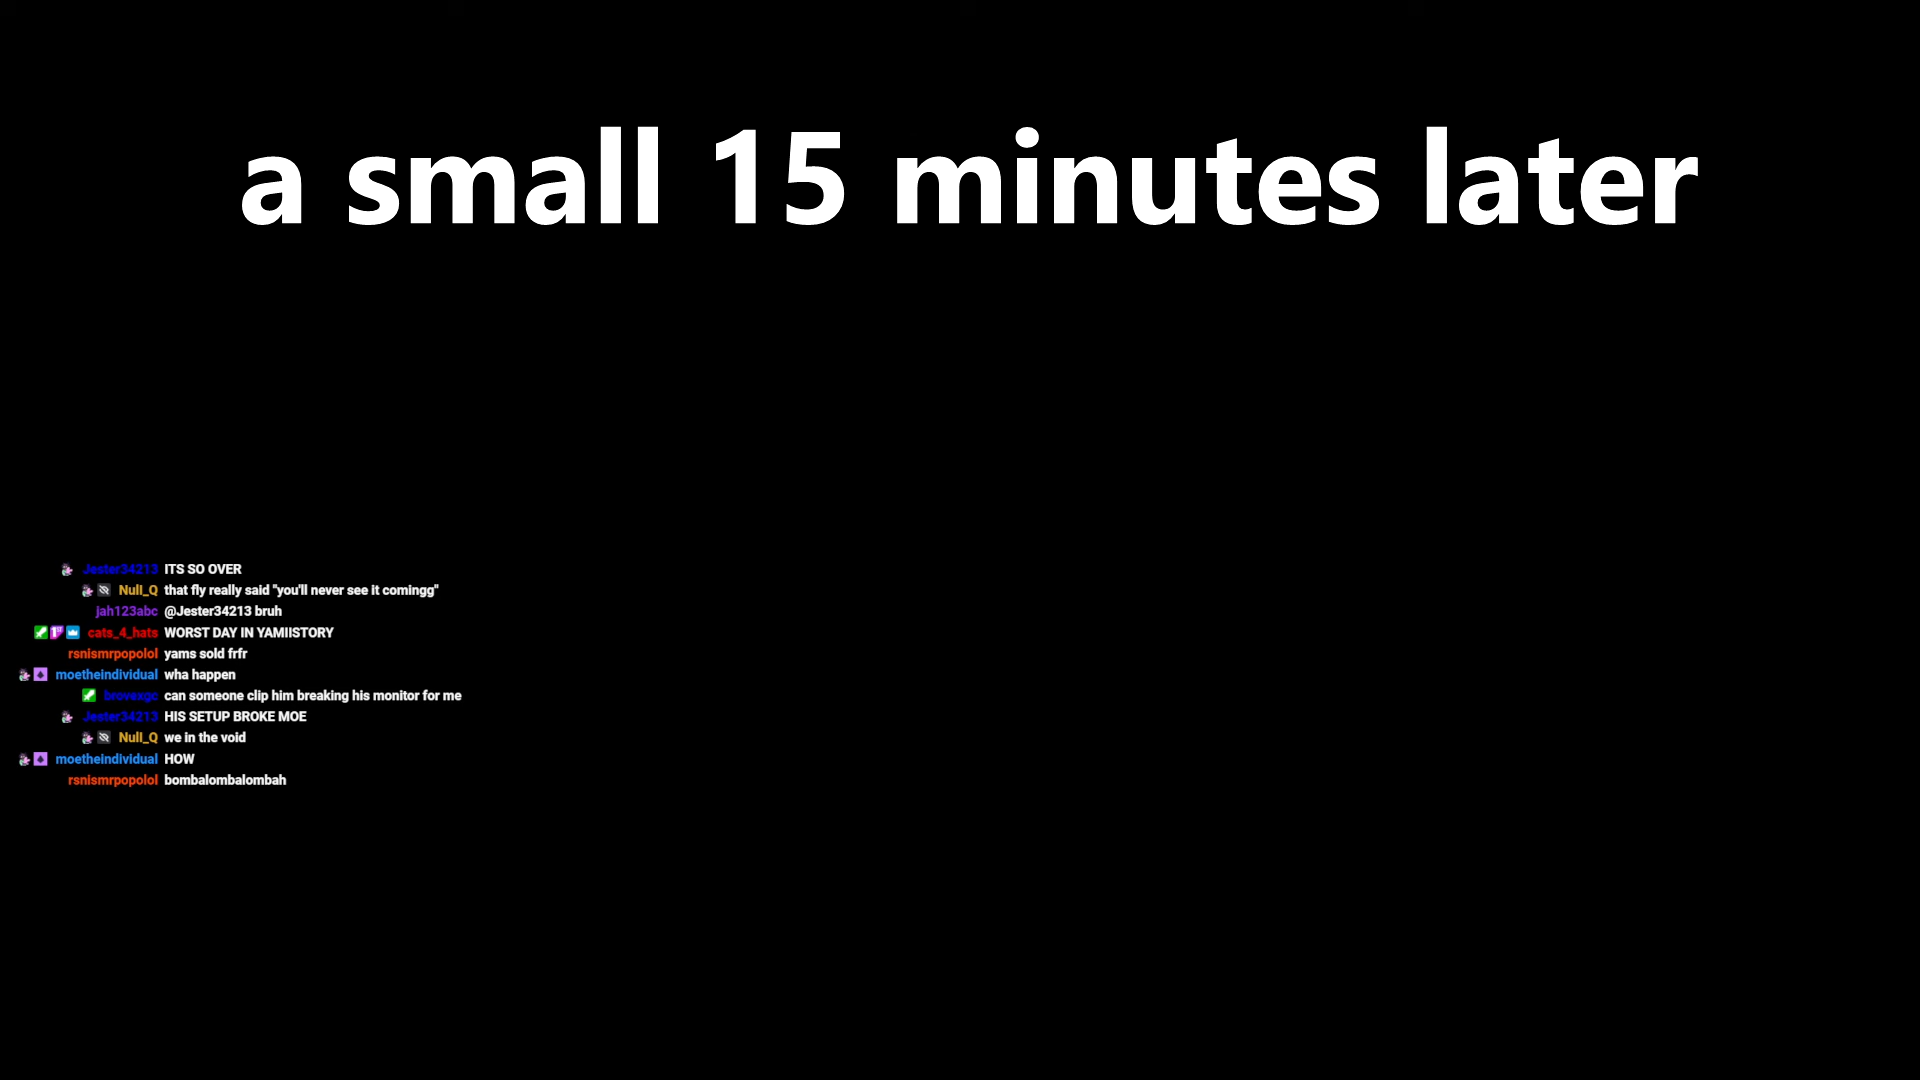 a small 15 minutes later
Jester34213 ITS SO OVER
Null_Q that fly really said "you'll never see it comingg"
jah123abc @Jester34213 bruh
cats_4_hats WORST DAY IN YAMIISTORY
rsnismrpopolol yams sold frfr
moetheindividual wha happen
brovaxgc can someone clip him breaking his monitor for me
Jester34213 HIS SETUP BROKE MOE
Null_Q we in the void
moetheindividual HOW
rsnismrpopolol bombalombalombah